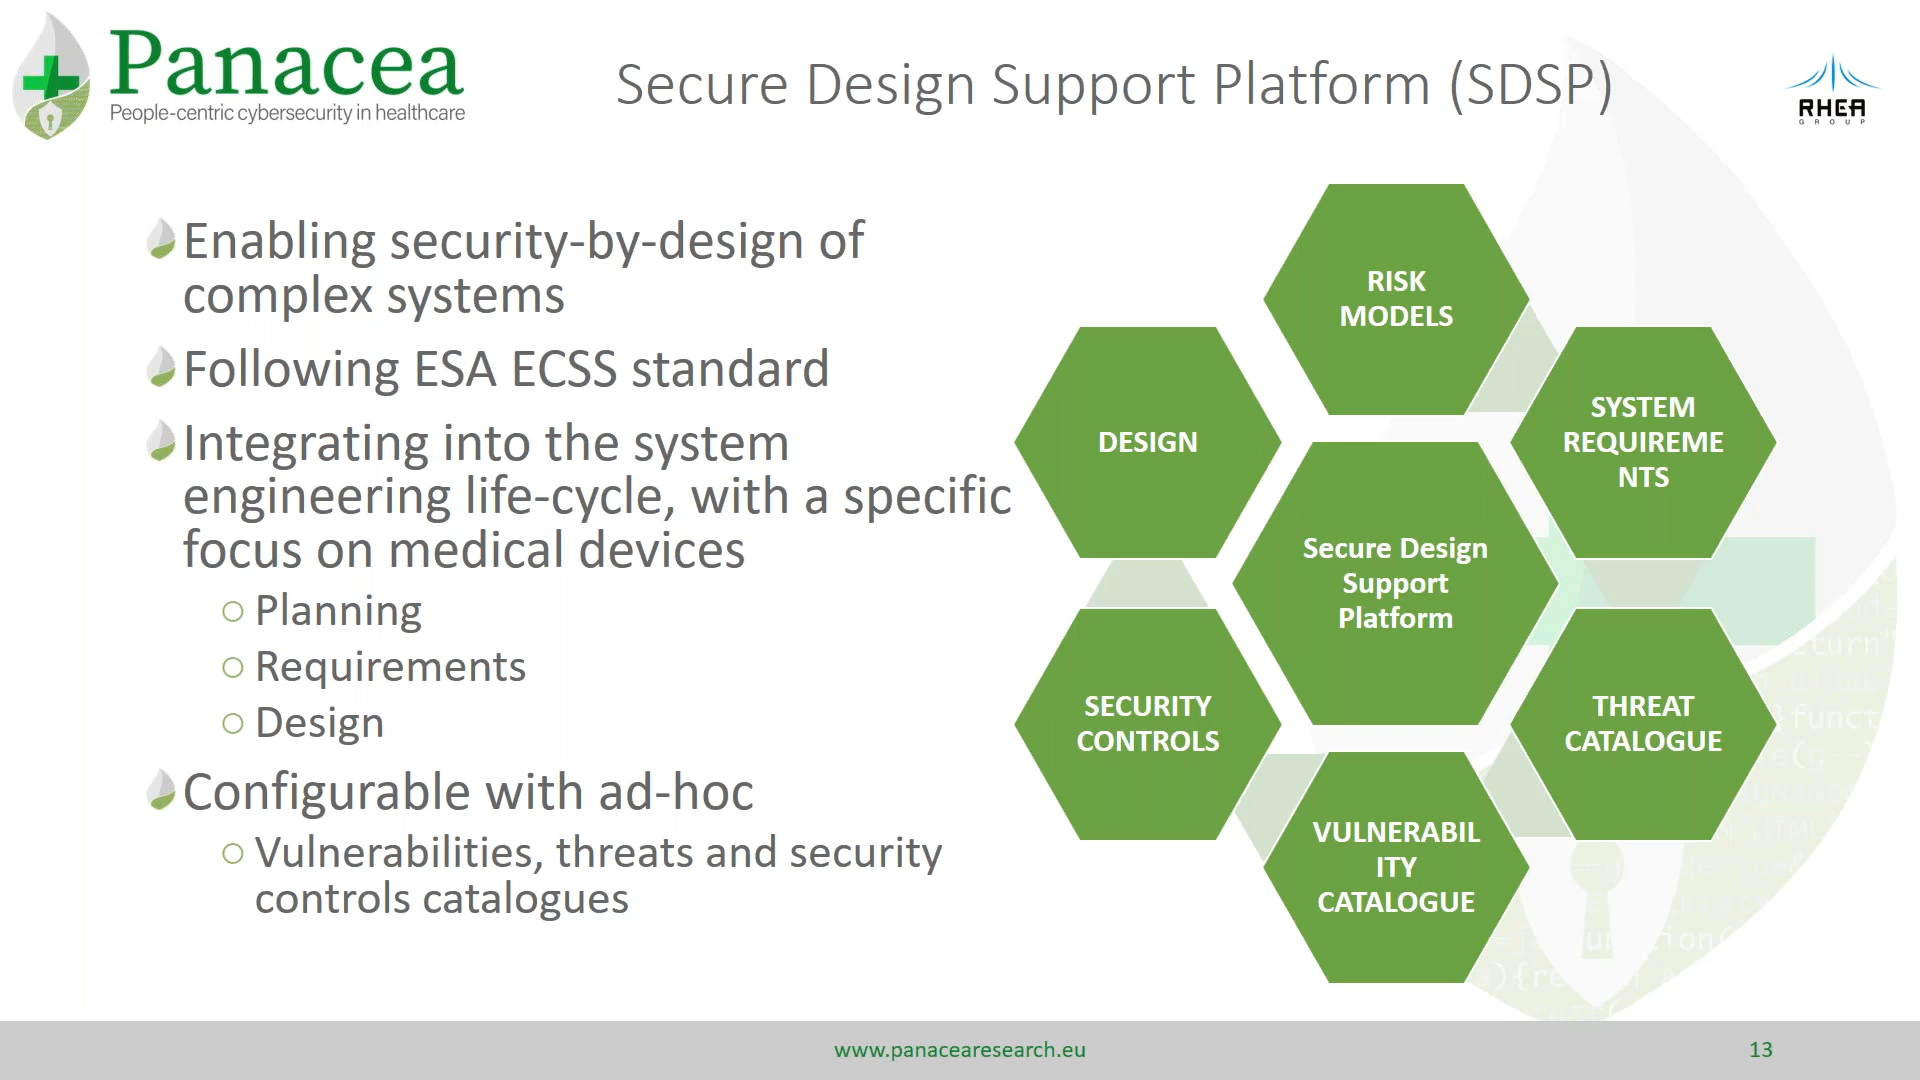 Panacea
People-centric cybersecurity in healthcare
Secure Design Support Platform (SDSP)
RHEA
GROUP
Enabling security-by-design of
complex systems
Following ESA ECSS standard
Integrating into the system
engineering life-cycle, with a specific
focus on medical devices
Planning
Requirements
Design
Configurable with ad-hoc
Vulnerabilities, threats and security
controls catalogues
RISK
MODELS
DESIGN
SYSTEM
REQUIREME
NTS
Secure Design
Support
Platform
SECURITY
CONTROLS
THREAT
CATALOGUE
VULNERABIL
ITY
CATALOGUE
www.panacearesearch.eu
13